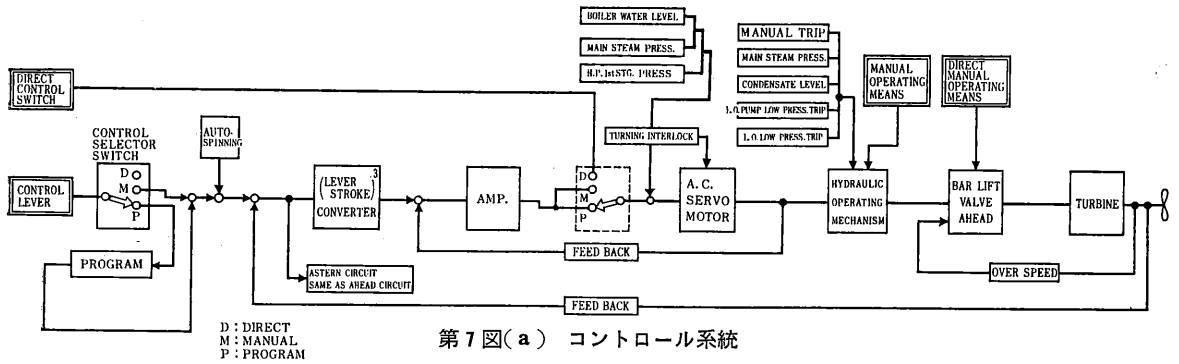 BOILER WATER LEVEL
MAIN STEAM PRESS.
H.P. 1st STG. PRESS
MANUAL TRIP
MAIN STEAM PRESS.
CONDENSATE LEVEL
L.O. PUMP LOW PRESS. TRIP
L.O. LOW PRESS. TRIP
MANUAL
OPERATING
MEANS
DIRECT
MANUAL
OPERATING
MEANS
DIRECT
CONTROL
SWITCH
CONTROL
SELECTOR
SWITCH
D
M
P
AUTO-
SPINNING
TURNING INTERLOCK
CONTROL
LEVER
(LEVER
STROKE)³
CONVERTER
AMP.
D
M
P
A. C.
SERVO
MOTOR
HYDRAULIC
OPERATING
MECHANISM
BAR LIFT
VALVE
AHEAD
TURBINE
PROGRAM
FEED BACK
OVER SPEED
ASTERN CIRCUIT
SAME AS AHEAD CIRCUIT
FEED BACK
D : DIRECT
M : MANUAL
P : PROGRAM
第7図(a) コントロール系統